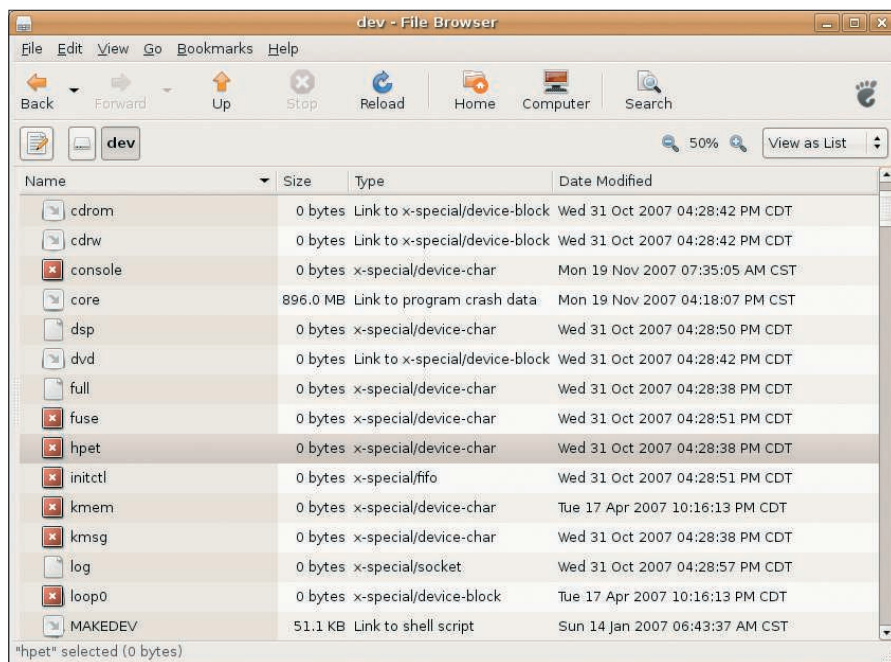 dev - File Browser
File Edit View Go Bookmarks Help
Back Forward Up Stop Reload Home Computer Search
dev 50% View as List
Name Size Type Date Modified
cdrom 0 bytes Link to x-special/device-block Wed 31 Oct 2007 04:28:42 PM CDT
cdrw 0 bytes Link to x-special/device-block Wed 31 Oct 2007 04:28:42 PM CDT
console 0 bytes x-special/device-char Mon 19 Nov 2007 07:35:05 AM CST
core 896.0 MB Link to program crash data Mon 19 Nov 2007 04:18:07 PM CST
dsp 0 bytes x-special/device-char Wed 31 Oct 2007 04:28:50 PM CDT
dvd 0 bytes Link to x-special/device-block Wed 31 Oct 2007 04:28:42 PM CDT
full 0 bytes x-special/device-char Wed 31 Oct 2007 04:28:38 PM CDT
fuse 0 bytes x-special/device-char Wed 31 Oct 2007 04:28:51 PM CDT
hpet 0 bytes x-special/device-char Wed 31 Oct 2007 04:28:38 PM CDT
initctl 0 bytes x-special/fifo Wed 31 Oct 2007 04:28:51 PM CDT
kmem 0 bytes x-special/device-char Tue 17 Apr 2007 10:16:13 PM CDT
kmsg 0 bytes x-special/device-char Wed 31 Oct 2007 04:28:38 PM CDT
log 0 bytes x-special/socket Wed 31 Oct 2007 04:28:57 PM CDT
loop0 0 bytes x-special/device-block Tue 17 Apr 2007 10:16:13 PM CDT
MAKEDEV 51.1 KB Link to shell script Sun 14 Jan 2007 06:43:37 AM CST
"hpet" selected (0 bytes)